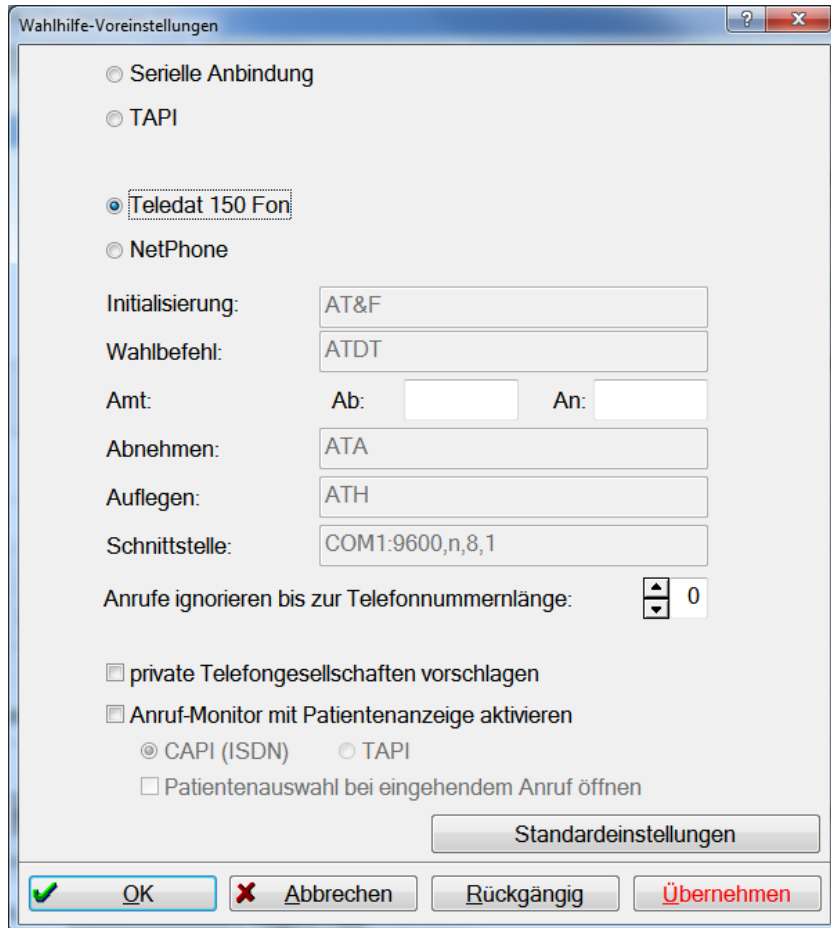 Wahlhilfe-Voreinstellungen
Serielle Anbindung
TAPI
Teledat 150 Fon
NetPhone
Initialisierung: AT&F
Wahlbefehl: ATDT
Amt: Ab: An:
Abnehmen: ATA
Auflegen: ATH
Schnittstelle: COM1:9600,n,8,1
Anrufe ignorieren bis zur Telefonnummernlänge: 0
private Telefongesellschaften vorschlagen
Anruf-Monitor mit Patientenanzeige aktivieren
CAPI (ISDN) TAPI
Patientenauswahl bei eingehendem Anruf öffnen
Standardeinstellungen
OK Abbrechen Rückgängig Übernehmen